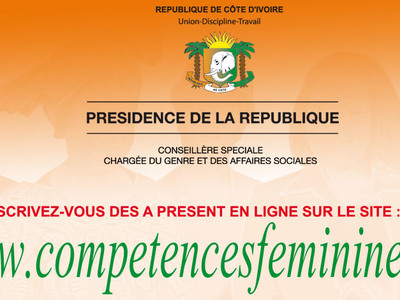 REPUBLIQUE DE CÔTE D'IVOIRE
Union-Discipline-Travail
PRESIDENCE DE LA REPUBLIQUE
CONSEILLÈRE SPECIALE
CHARGÉE DU GENRE ET DES AFFAIRES SOCIALES
SCRIVEZ-VOUS DES A PRESENT EN LIGNE SUR LE SITE :
w.competencesfeminine